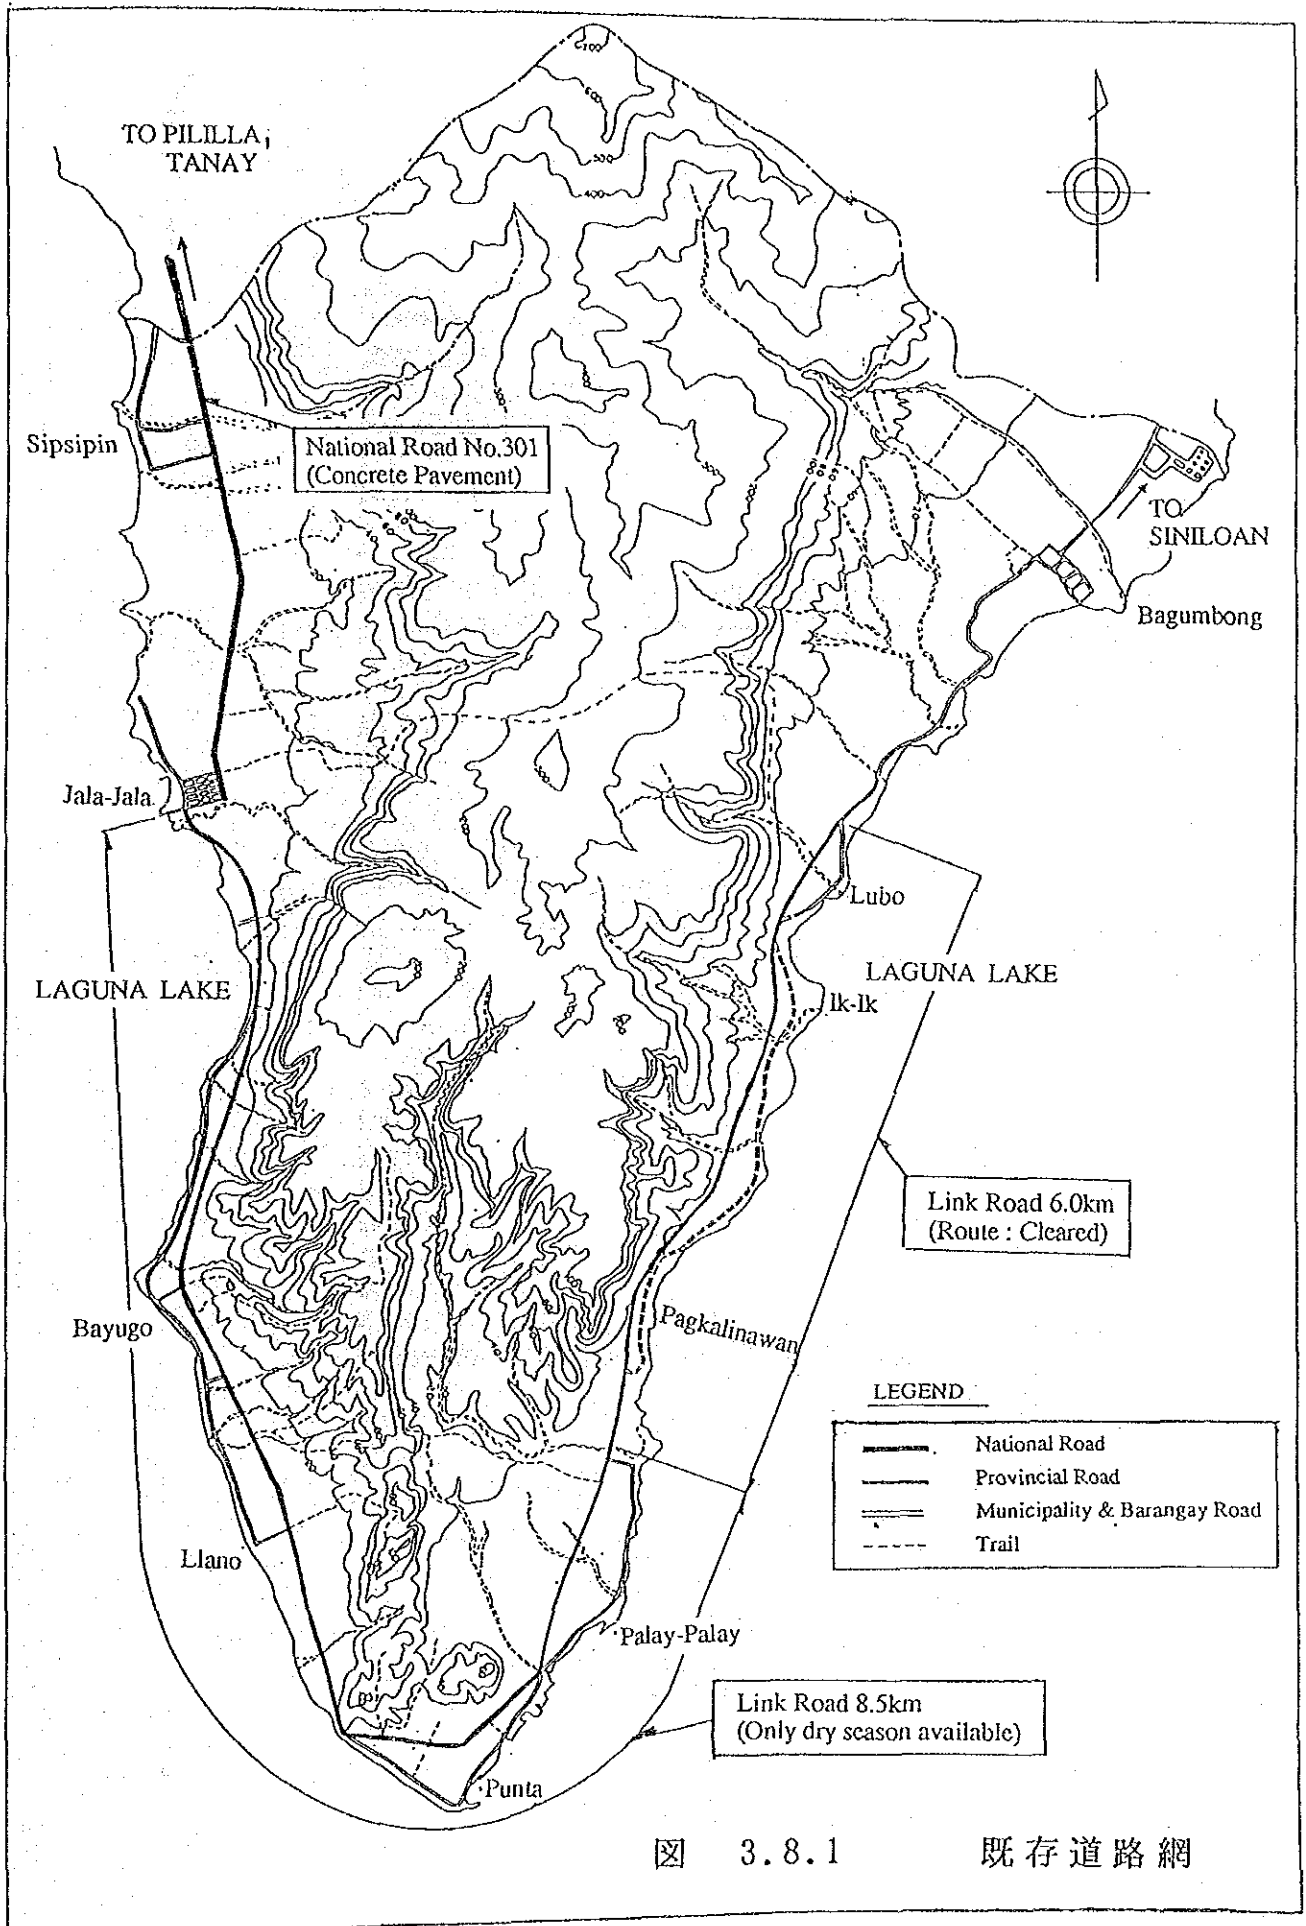 TO PILILLA,
TANAY
Sipsipin
National Road No.301
(Concrete Pavement)
TO
SINILOAN
Bagumbong
Jala-Jala
Lubo
LAGUNA LAKE
LAGUNA LAKE
Ik-Ik
Link Road 6.0km
(Route : Cleared)
Bayugo
Pagkalinawan
LEGEND
National Road
Provincial Road
Municipality & Barangay Road
Trail
Llano
Palay-Palay
Link Road 8.5km
(Only dry season available)
Punta
図 3.8.1 既存道路網